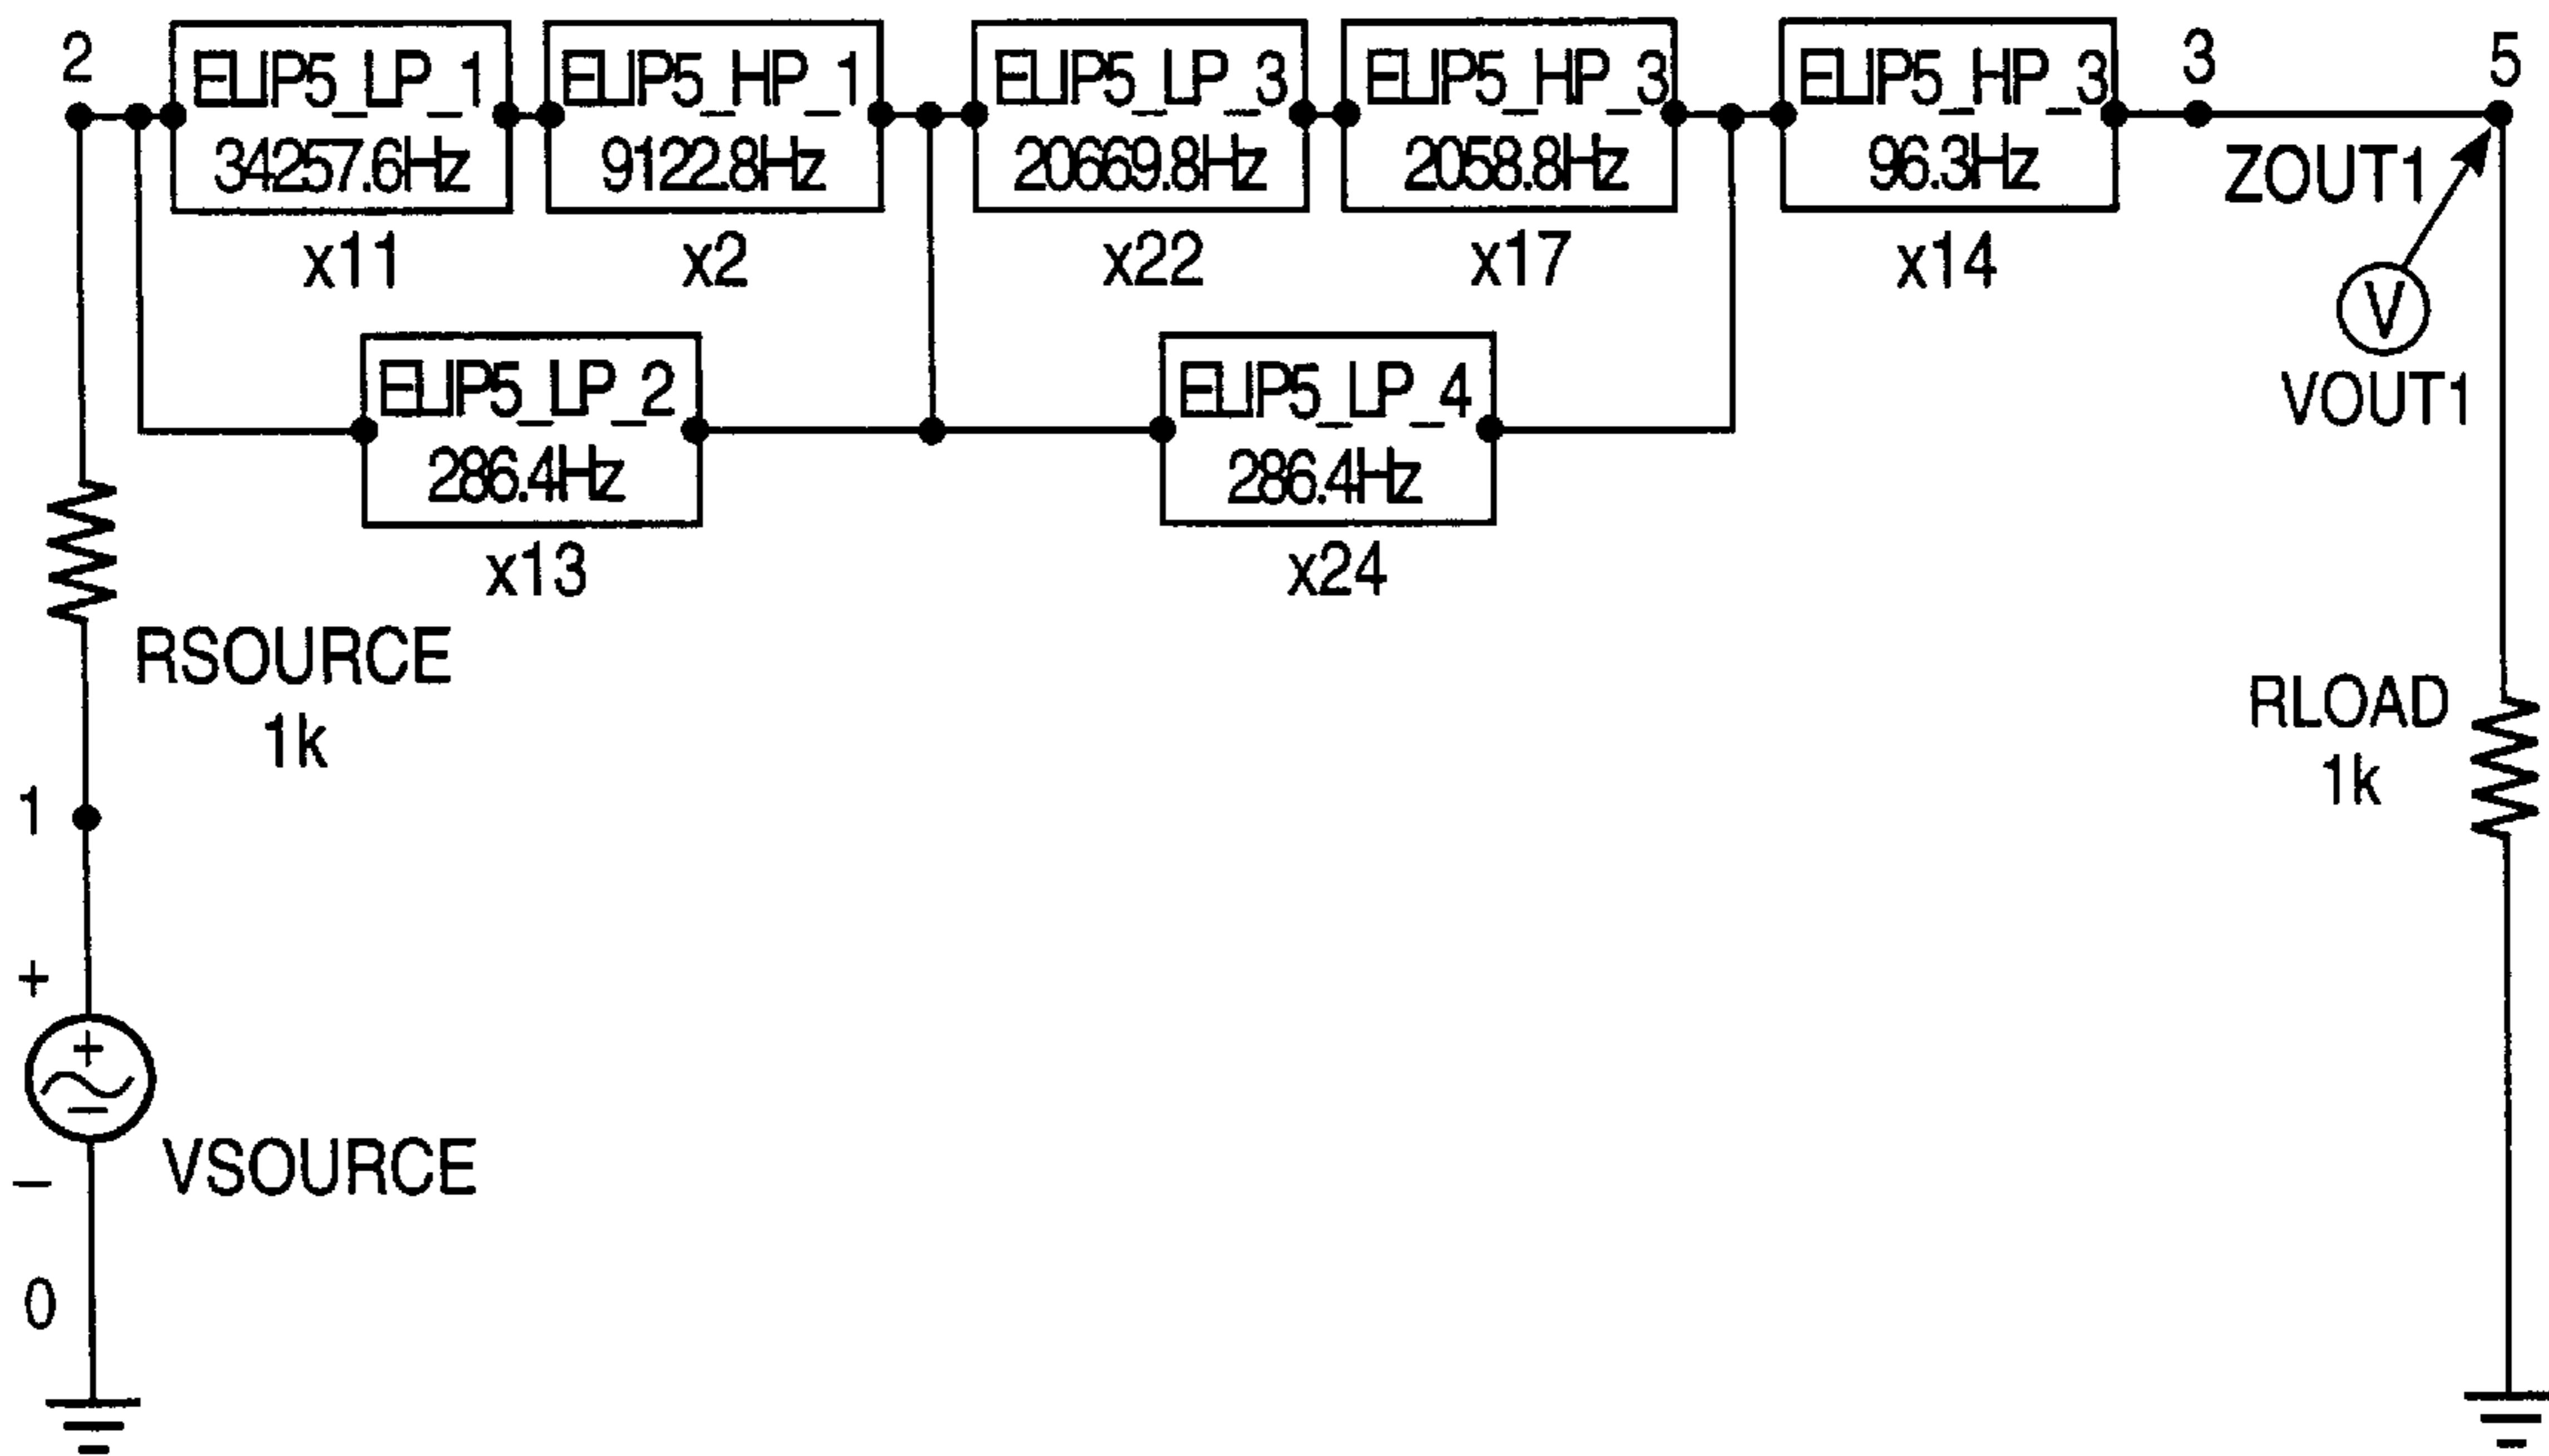 2
ELIP5_LP_1
34257.6Hz
x11
ELIP5_HP_1
9122.8Hz
x2
ELIP5_LP_3
20669.8Hz
x22
ELIP5_HP_3
2058.8Hz
x17
ELIP5_HP_3
96.3Hz
x14
3
5
ZOUT1
V
VOUT1
ELIP5_LP_2
286.4Hz
x13
ELIP5_LP_4
286.4Hz
x24
RSOURCE
1k
RLOAD
1k
1
+
+
−
−
VSOURCE
0